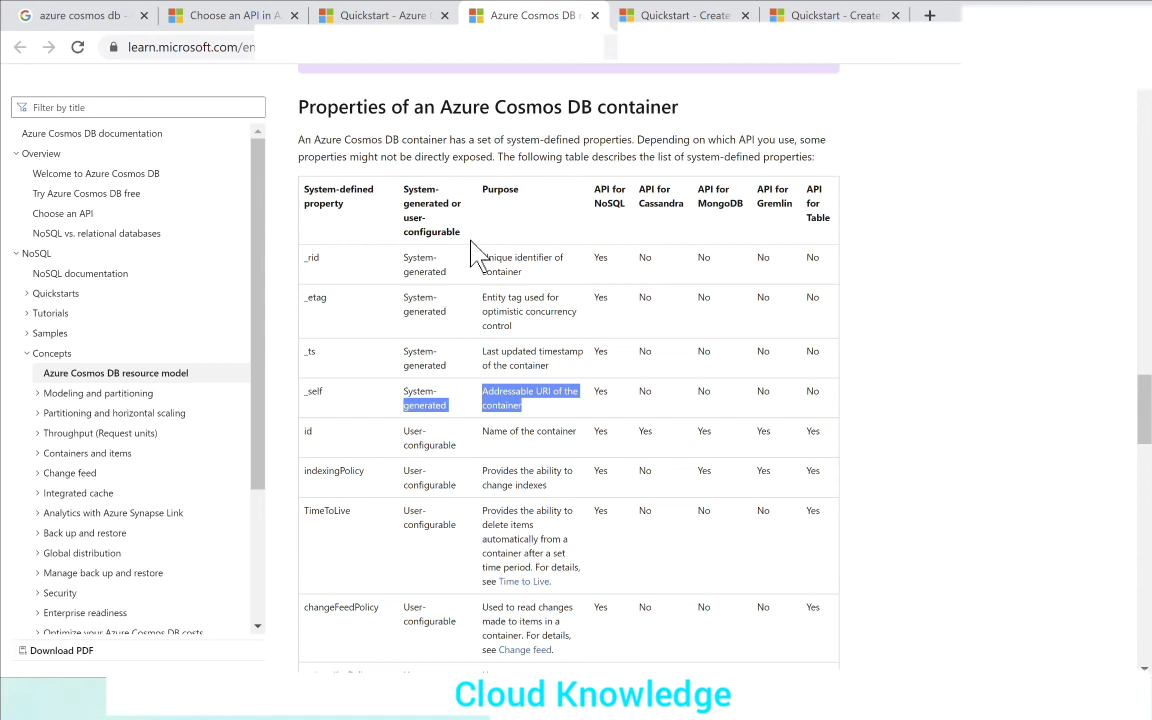 azure cosmos db -
Choose an API in A
Quickstart - Azure C
Azure Cosmos DB r
Quickstart - Create
Quickstart - Create
learn.microsoft.com/en
Filter by title
Azure Cosmos DB documentation
Overview
Welcome to Azure Cosmos DB
Try Azure Cosmos DB free
Choose an API
NoSQL vs. relational databases
NoSQL
NoSQL documentation
Quickstarts
Tutorials
Samples
Concepts
Azure Cosmos DB resource model
Modeling and partitioning
Partitioning and horizontal scaling
Throughput (Request units)
Containers and items
Change feed
Integrated cache
Analytics with Azure Synapse Link
Back up and restore
Global distribution
Manage back up and restore
Security
Enterprise readiness
Optimize your Azure Cosmos DB costs
Download PDF
Properties of an Azure Cosmos DB container
An Azure Cosmos DB container has a set of system-defined properties. Depending on which API you use, some
properties might not be directly exposed. The following table describes the list of system-defined properties:
System-defined
property
System-
generated or
user-
configurable
Purpose
API for
NoSQL
API for
Cassandra
API for
MongoDB
API for
Gremlin
API
for
Table
_rid
System-
generated
Unique identifier of
container
Yes
No
No
No
No
_etag
System-
generated
Entity tag used for
optimistic concurrency
control
Yes
No
No
No
No
_ts
System-
generated
Last updated timestamp
of the container
Yes
No
No
No
No
_self
System-
generated
Addressable URI of the
container
Yes
No
No
No
No
id
User-
configurable
Name of the container
Yes
Yes
Yes
Yes
Yes
indexingPolicy
User-
configurable
Provides the ability to
change indexes
Yes
No
Yes
Yes
Yes
TimeToLive
User-
configurable
Provides the ability to
delete items
automatically from a
container after a set
time period. For details,
see Time to Live.
Yes
No
No
No
Yes
changeFeedPolicy
User-
configurable
Used to read changes
made to items in a
container. For details,
see Change feed.
Yes
No
No
No
Yes
Cloud Knowledge